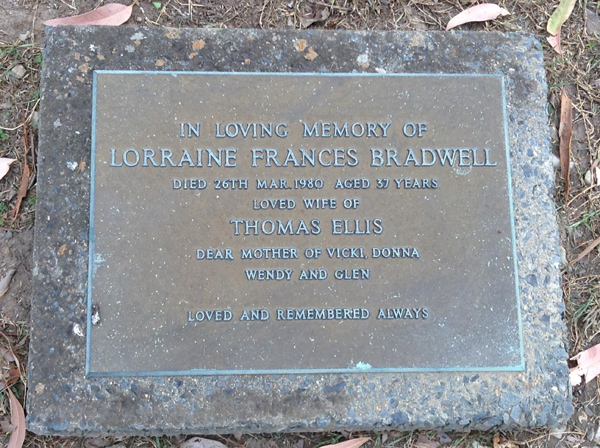 IN LOVING MEMORY OF
LORRAINE FRANCES BRADWELL
DIED 26TH MAR. 1980 AGED 37 YEARS
LOVED WIFE OF
THOMAS ELLIS
DEAR MOTHER OF VICKI, DONNA
WENDY AND GLEN
LOVED AND REMEMBERED ALWAYS